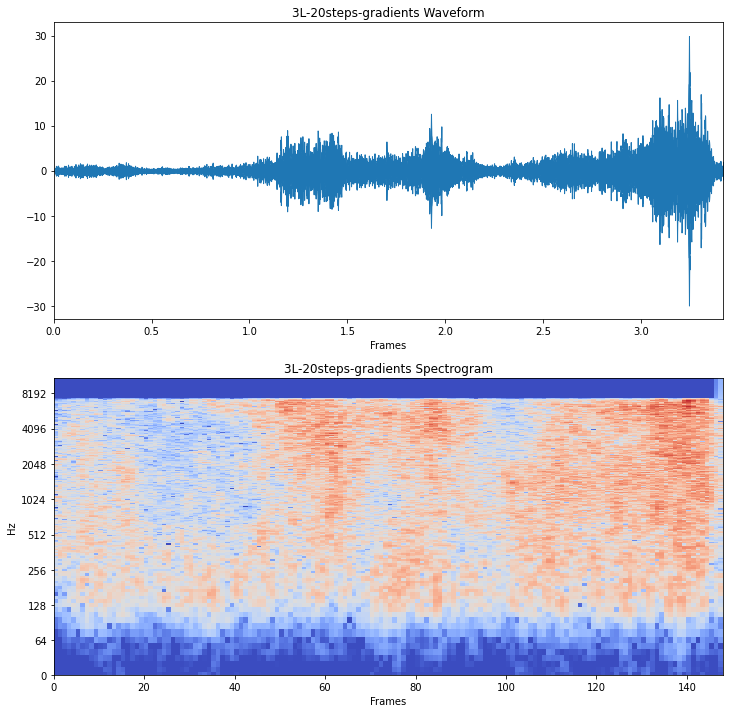 3L-20steps-gradients Waveform
30
20
10
0
−10
−20
−30
0.0 0.5 1.0 1.5 2.0 2.5 3.0
Frames
3L-20steps-gradients Spectrogram
8192
4096
2048
1024
512
256
128
64
0
Hz
0 20 40 60 80 100 120 140
Frames